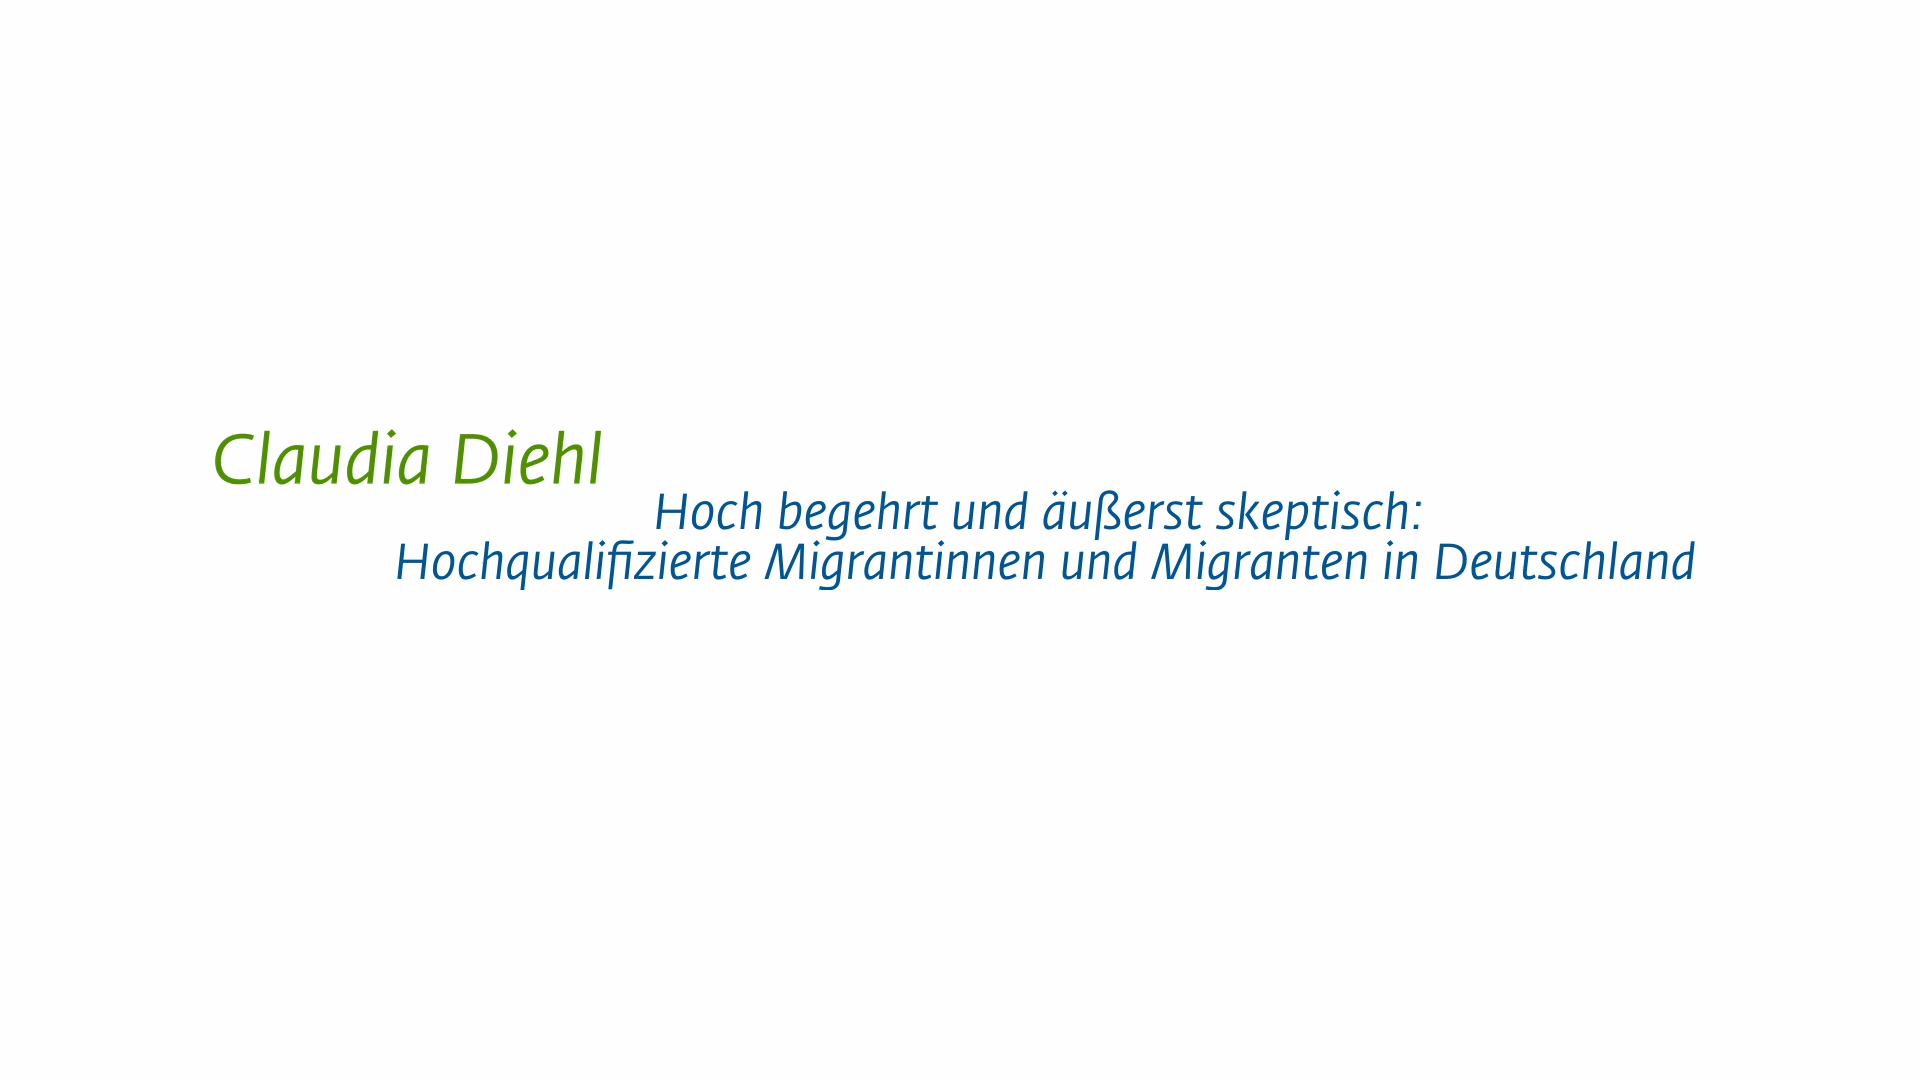 Claudia Diehl
Hoch begehrt und äußerst skeptisch:
Hochqualifizierte Migrantinnen und Migranten in Deutschland